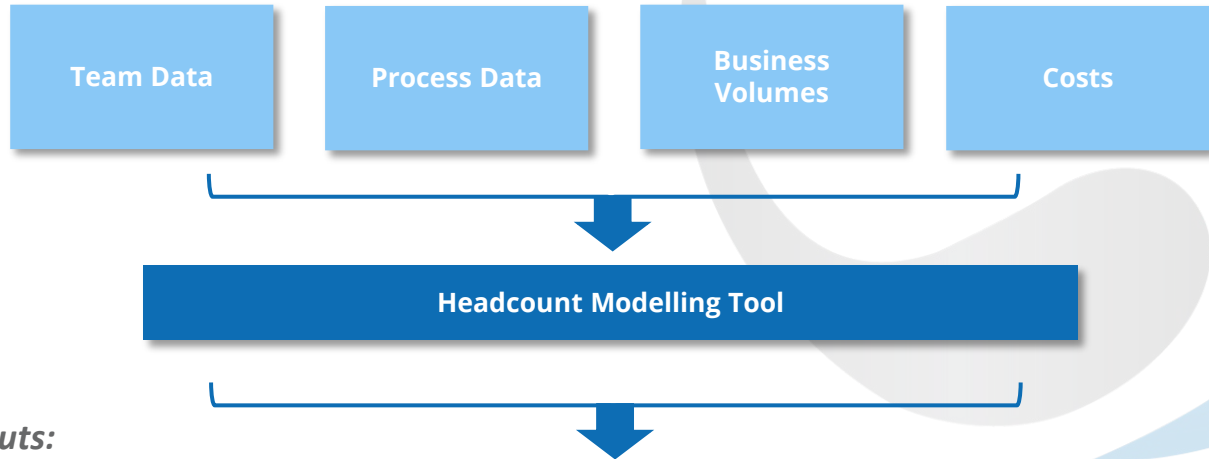 Team Data
Process Data
Business
Volumes
Costs
Headcount Modelling Tool
uts: